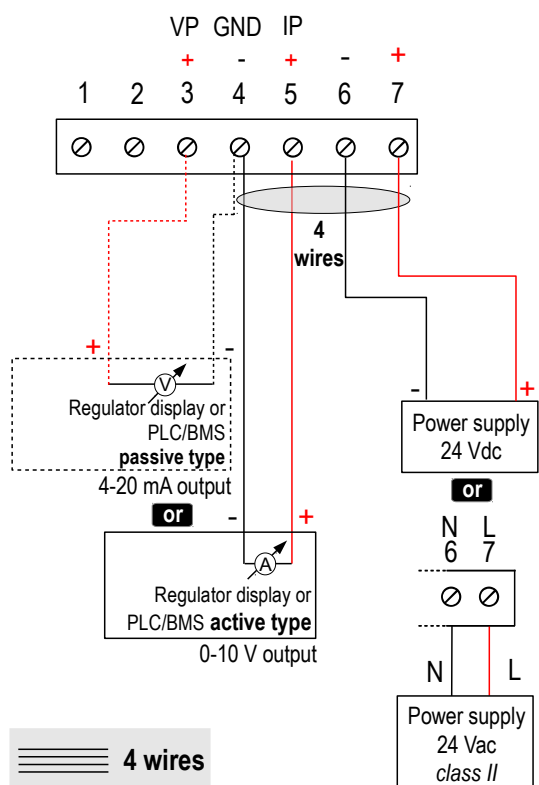 VP GND IP
+ - + - +
1 2 3 4 5 6 7
4
wires
+ -
V
Regulator display or
PLC/BMS
passive type
4-20 mA output
or
- +
A
Regulator display or
PLC/BMS active type
0-10 V output
- +
Power supply
24 Vdc
or
N L
6 7
N L
Power supply
24 Vac
class II
4 wires